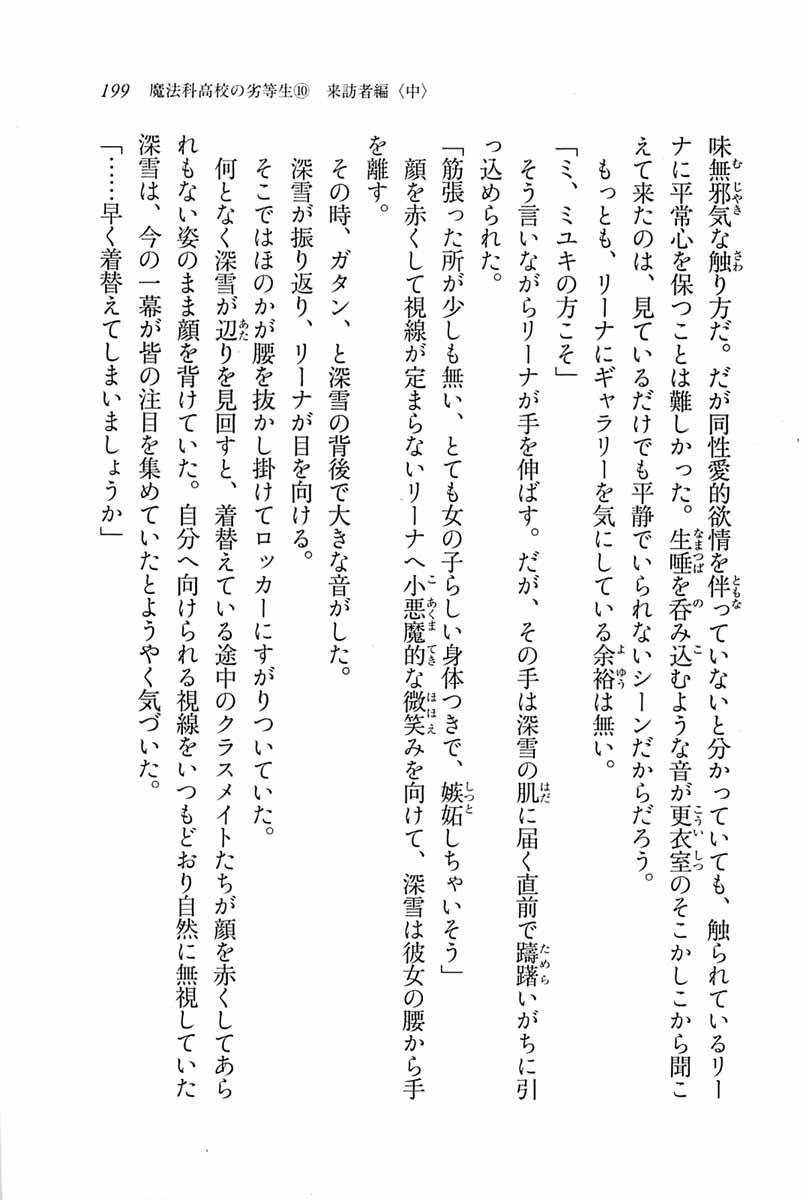 199　魔法科高校の劣等生⑩　来訪者編〈中〉
味無邪気な触り方だ。だが同性愛的欲情を伴っていないと分かっていても、触られているリー
ナに平常心を保つことは難しかった。生唾を呑み込むような音が更衣室のそこかしこから聞こ
えて来たのは、見ているだけでも平静でいられないシーンだからだろう。
　もっとも、リーナにギャラリーを気にしている余裕は無い。
「ミ、ミユキの方こそ」
　そう言いながらリーナが手を伸ばす。だが、その手は深雪の肌に届く直前で躊躇いがちに引
っ込められた。
「筋張った所が少しも無い、とても女の子らしい身体つきで、嫉妬しちゃいそう」
　顔を赤くして視線が定まらないリーナへ小悪魔的な微笑みを向けて、深雪は彼女の腰から手
を離す。
　その時、ガタン、と深雪の背後で大きな音がした。
　深雪が振り返り、リーナが目を向ける。
　そこではほのかが腰を抜かし掛けてロッカーにすがりついていた。
　何となく深雪が辺りを見回すと、着替えている途中のクラスメイトたちが顔を赤くしてあら
れもない姿のまま顔を背けていた。自分へ向けられる視線をいつもどおり自然に無視していた
深雪は、今の一幕が皆の注目を集めていたとようやく気づいた。
「……早く着替えてしまいましょうか」